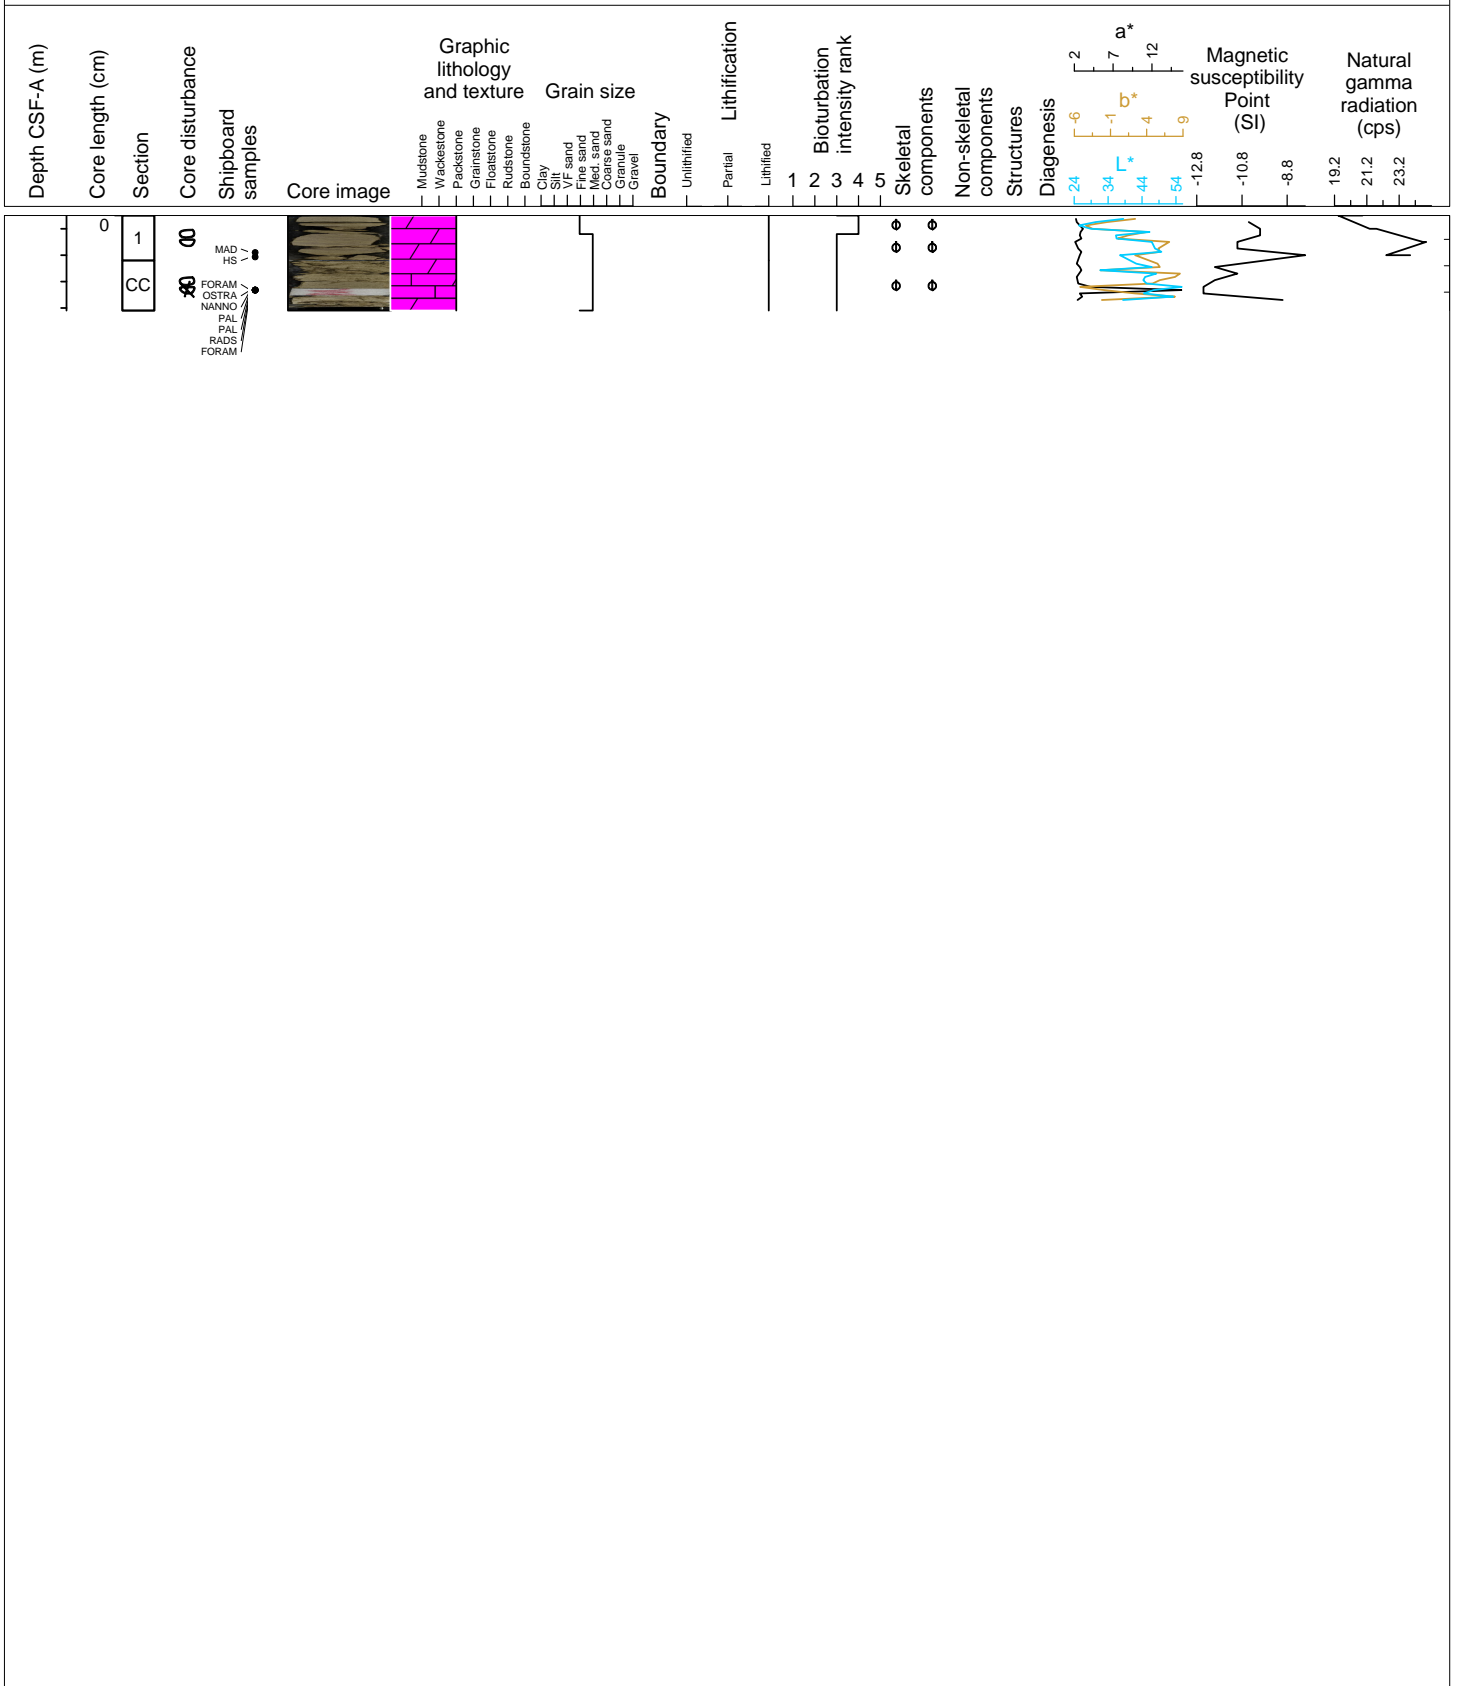 Depth CSF-A (m)
Core length (cm)
Section
Core disturbance
Shipboard
samples
Core image
Graphic
lithology
and texture
Mudstone
Wackestone
Packstone
Grainstone
Floatstone
Rudstone
Boundstone
Grain size
Clay
Silt
VF sand
Fine sand
Med. sand
Coarse sand
Granule
Gravel
Boundary
Lithification
Unlithified
Partial
Lithified
Bioturbation
intensity rank
1 2 3 4 5
Skeletal
components
Non-skeletal
components
Structures
Diagenesis
a*
2 7 12
b*
-6 -1 4 9
L*
24 34 44 54
Magnetic
susceptibility
Point
(SI)
-12.8 -10.8 -8.8
Natural
gamma
radiation
(cps)
19.2 21.2 23.2
0
1
CC
MAD
HS
FORAM
OSTRA
NANNO
PAL
PAL
RADS
FORAM